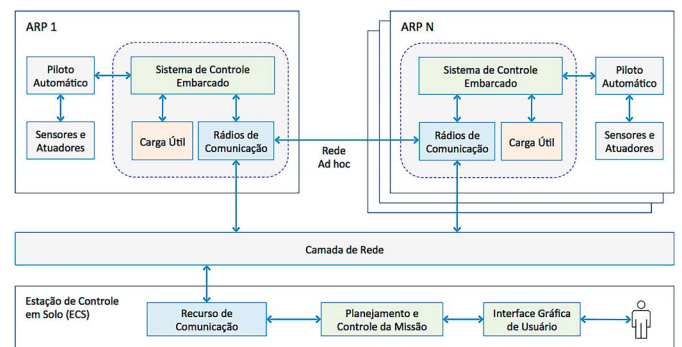 ARP 1
Piloto
Automático
Sistema de Controle
Embarcado
Sensores e
Atuadores
Carga Útil
Rádios de
Comunicação
Rede
Ad hoc
ARP N
Sistema de Controle
Embarcado
Piloto
Automático
Rádios de
Comunicação
Carga Útil
Sensores e
Atuadores
Camada de Rede
Estação de Controle
em Solo (ECS)
Recurso de
Comunicação
Planejamento e
Controle da Missão
Interface Gráfica
de Usuário